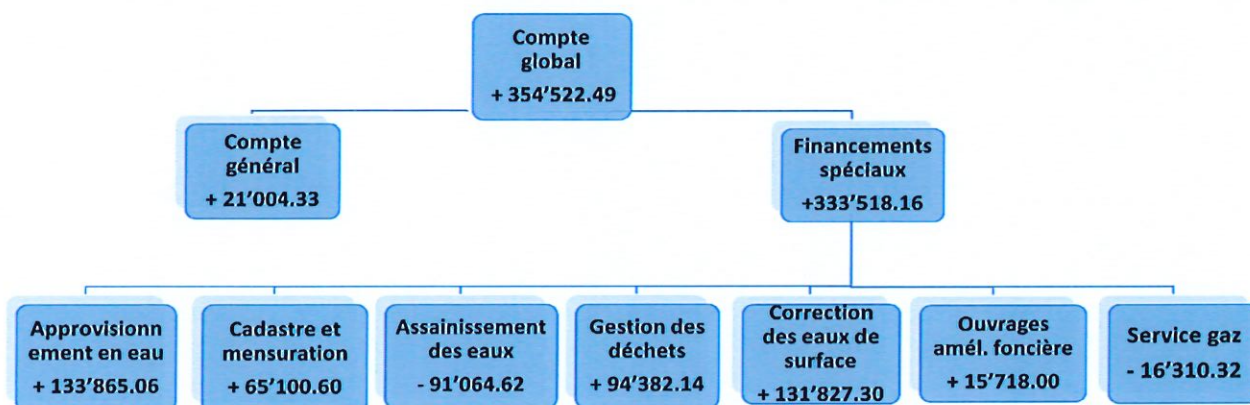 Compte
global
+ 354’522.49
Compte
général
+ 21’004.33
Financements
spéciaux
+333’518.16
Approvisionn
ement en eau
+ 133’865.06
Cadastre et
mensuration
+ 65’100.60
Assainissement
des eaux
- 91’064.62
Gestion des
déchets
+ 94’382.14
Correction
des eaux de
surface
+ 131’827.30
Ouvrages
amél. foncière
+ 15’718.00
Service gaz
- 16’310.32